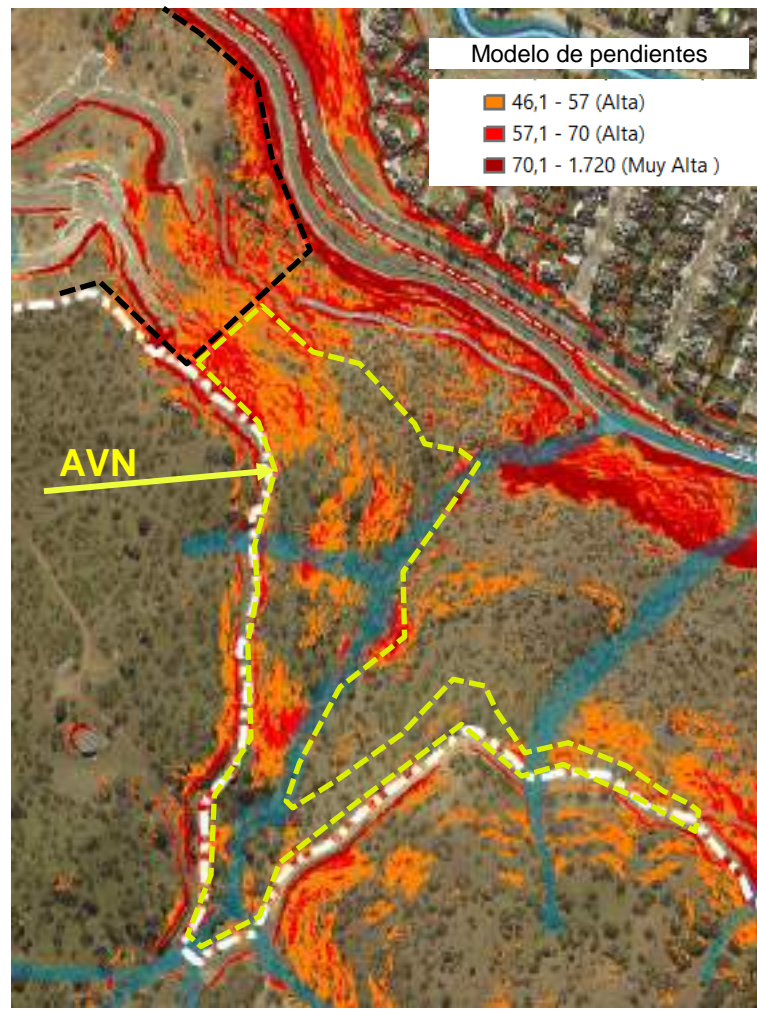 Modelo de pendientes
46,1 - 57 (Alta)
57,1 - 70 (Alta)
70,1 - 1.720 (Muy Alta )
AVN